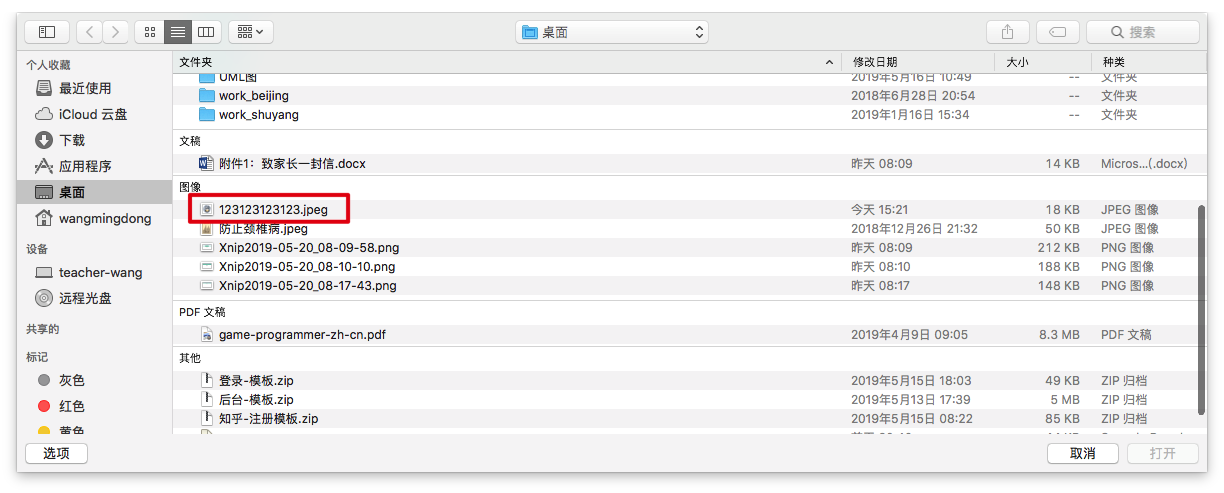 桌面
搜索
个人收藏
最近使用
iCloud 云盘
下载
应用程序
桌面
wangmingdong
设备
teacher-wang
远程光盘
共享的
标记
灰色
红色
黄色
文件夹 修改日期 大小 种类
UML图 2019年5月16日 10:49 -- 文件夹
work_beijing 2018年6月28日 20:54 -- 文件夹
work_shuyang 2019年1月16日 15:34 -- 文件夹
文稿
附件1：致家长一封信.docx 昨天 08:09 14 KB Micros...(.docx)
图像
123123123123.jpeg 今天 15:21 18 KB JPEG 图像
防止颈椎病.jpeg 2018年12月26日 21:32 50 KB JPEG 图像
Xnip2019-05-20_08-09-58.png 昨天 08:09 212 KB PNG 图像
Xnip2019-05-20_08-10-10.png 昨天 08:10 188 KB PNG 图像
Xnip2019-05-20_08-17-43.png 昨天 08:17 148 KB PNG 图像
PDF 文稿
game-programmer-zh-cn.pdf 2019年4月9日 09:05 8.3 MB PDF 文稿
其他
登录-模板.zip 2019年5月15日 18:03 49 KB ZIP 归档
后台-模板.zip 2019年5月13日 17:39 5 MB ZIP 归档
知乎-注册模板.zip 2019年5月15日 08:22 85 KB ZIP 归档
选项 取消 打开